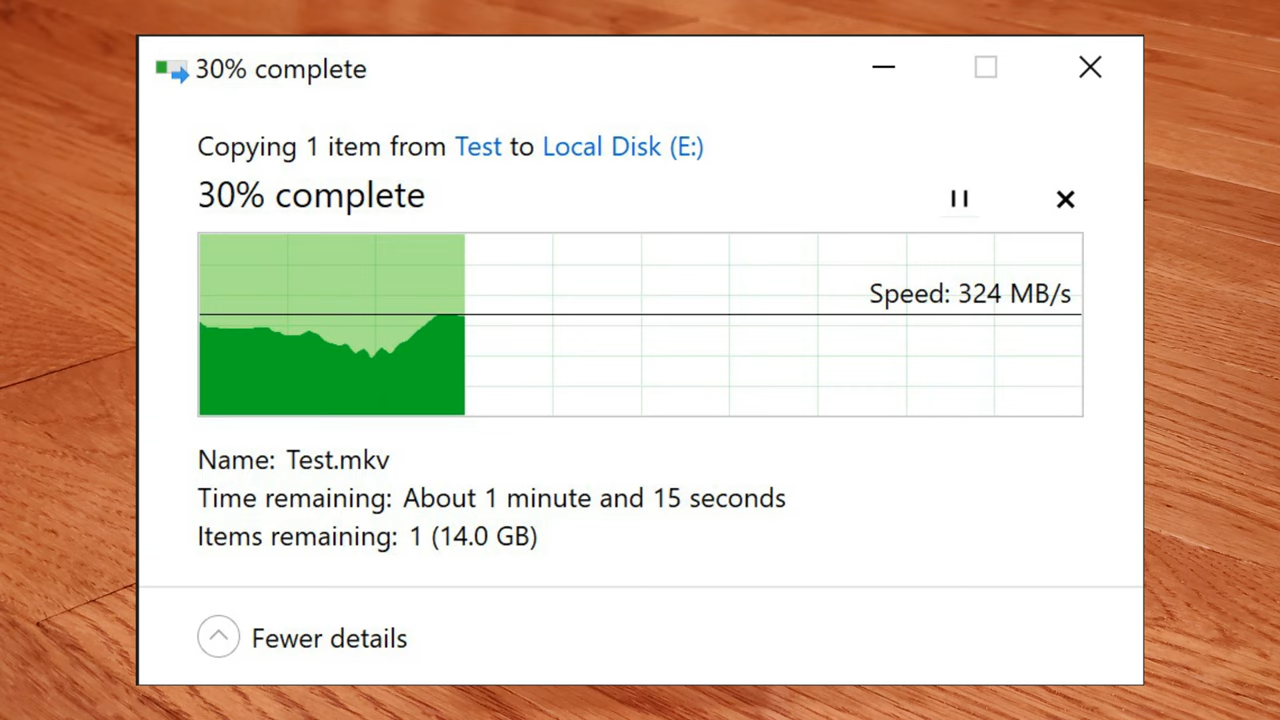 30% complete
Copying 1 item from Test to Local Disk (E:)
30% complete
Speed: 324 MB/s
Name: Test.mkv
Time remaining: About 1 minute and 15 seconds
Items remaining: 1 (14.0 GB)
Fewer details